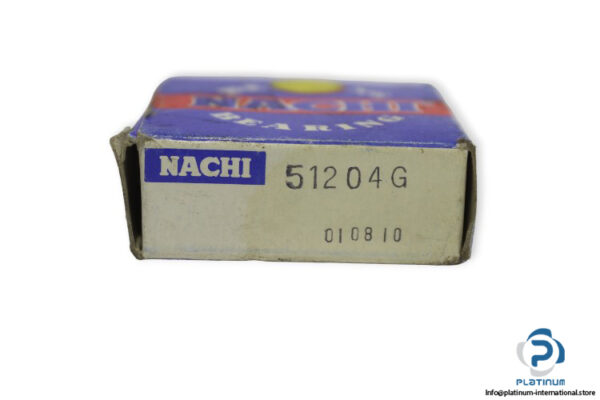 NACHI
BEARING
NACHI 51204G
010810
PLATINUM
Info@platinum-international.store